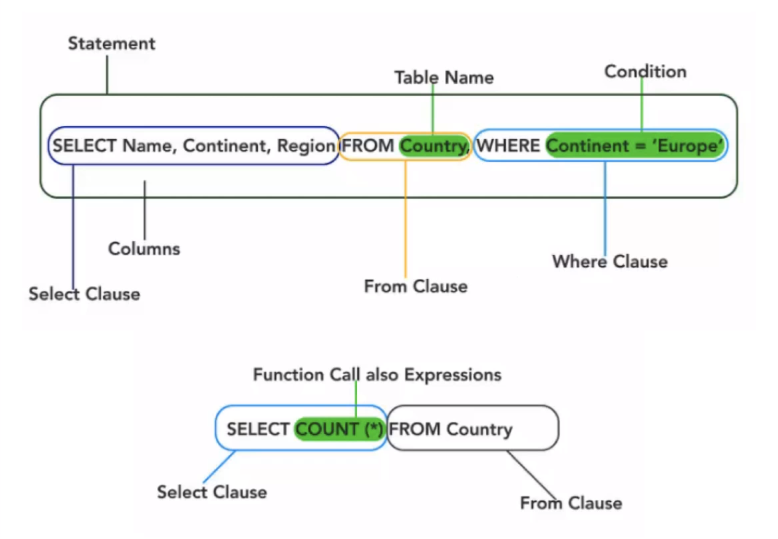 Statement
Table Name
Condition
SELECT Name, Continent, Region FROM Country, WHERE Continent = ‘Europe’
Columns
Where Clause
From Clause
Select Clause
Function Call also Expressions
SELECT COUNT (*) FROM Country
Select Clause
From Clause